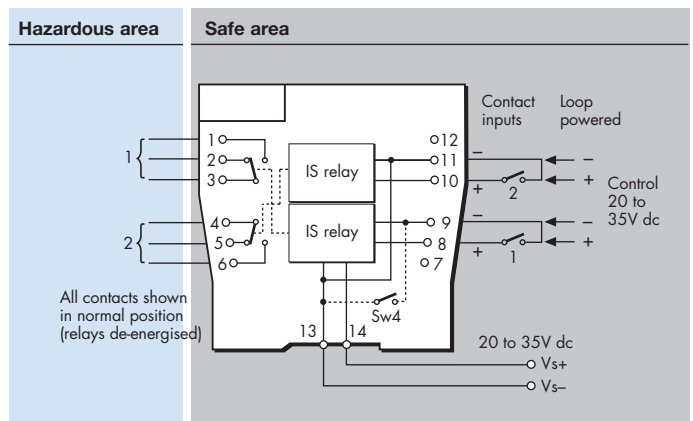 Hazardous area
Safe area
Contact inputs
Loop powered
1
1
2
3
IS relay
12
11
10
–
+
2
–
+
Control 20 to 35V dc
2
4
5
6
IS relay
9
8
7
–
+
1
–
+
All contacts shown in normal position (relays de-energised)
Sw4
13
14
20 to 35V dc
Vs+
Vs–